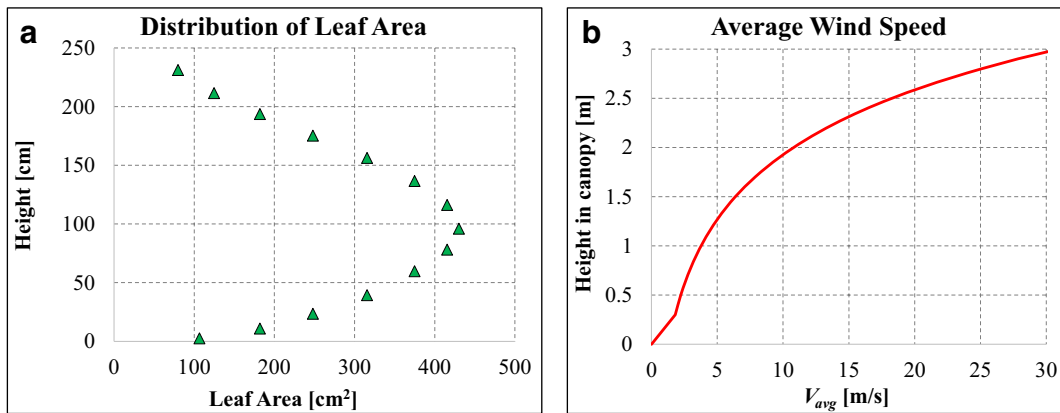 a
Distribution of Leaf Area
250
200
150
100
50
0
Height [cm]
0 100 200 300 400 500
Leaf Area [cm²]
b
Average Wind Speed
3
2.5
2
1.5
1
0.5
0
Height in canopy [m]
0 5 10 15 20 25 30
V_avg [m/s]